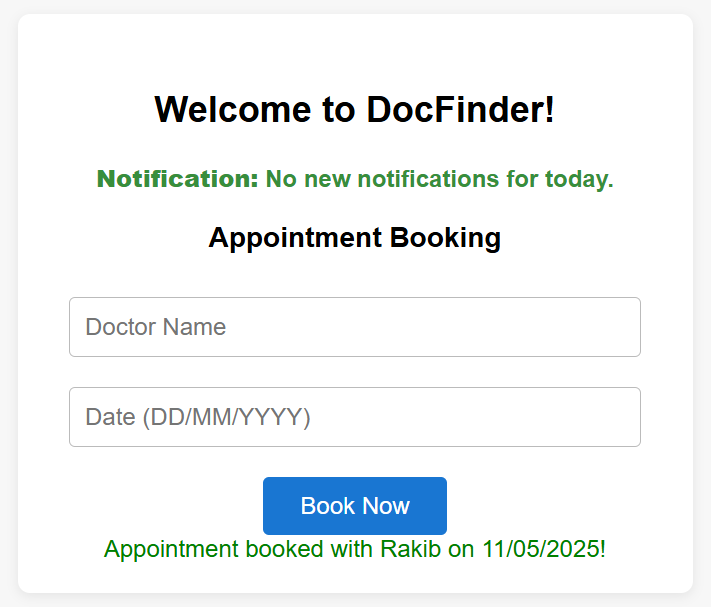 Welcome to DocFinder!
Notification: No new notifications for today.
Appointment Booking
Doctor Name
Date (DD/MM/YYYY)
Book Now
Appointment booked with Rakib on 11/05/2025!